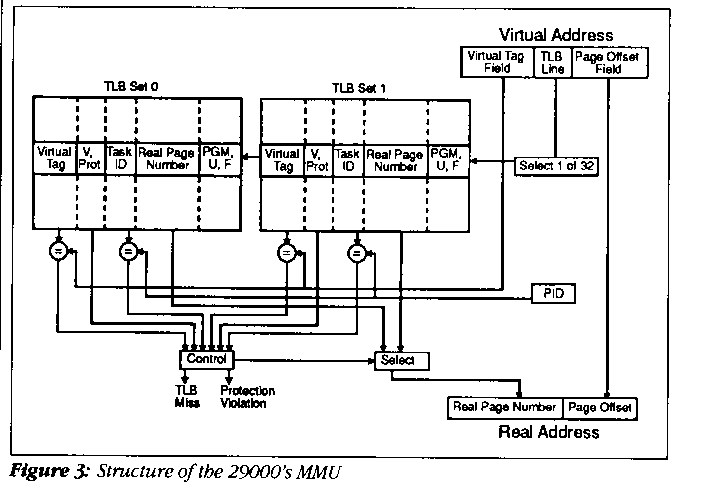 Virtual Address
Virtual Tag Field
TLB Line
Page Offset Field
TLB Set 0
TLB Set 1
Virtual Tag
V, Prot
Task ID
Real Page Number
PGM, U, F
Virtual Tag
V, Prot
Task ID
Real Page Number
PGM, U, F
Select 1 of 32
=
=
=
=
PID
Control
Select
TLB Miss
Protection Violation
Real Page Number
Page Offset
Real Address
Figure 3: Structure of the 29000's MMU